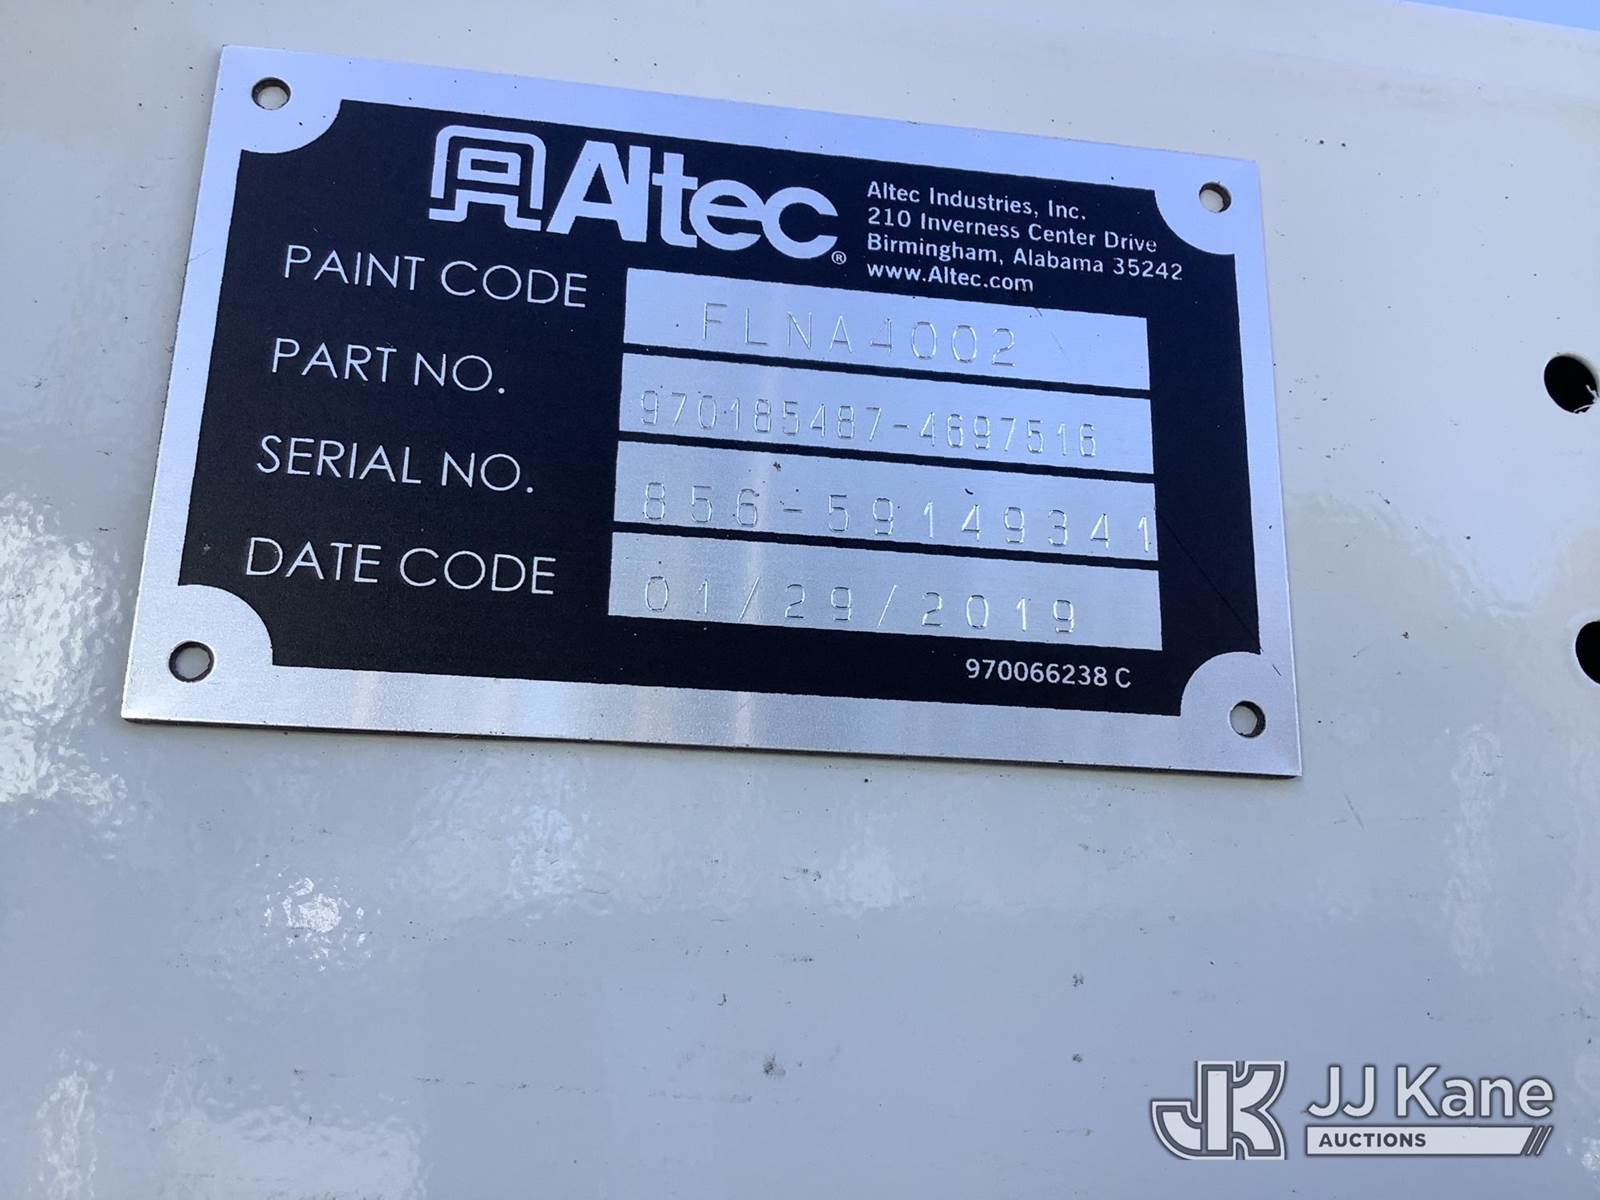 Altec®
Altec Industries, Inc.
210 Inverness Center Drive
Birmingham, Alabama 35242
www.Altec.com
PAINT CODE FLNA4002
PART NO. 970185487-4697516
SERIAL NO. 856-59149341
DATE CODE 01/29/2019
970066238 C
JK JJ Kane
AUCTIONS